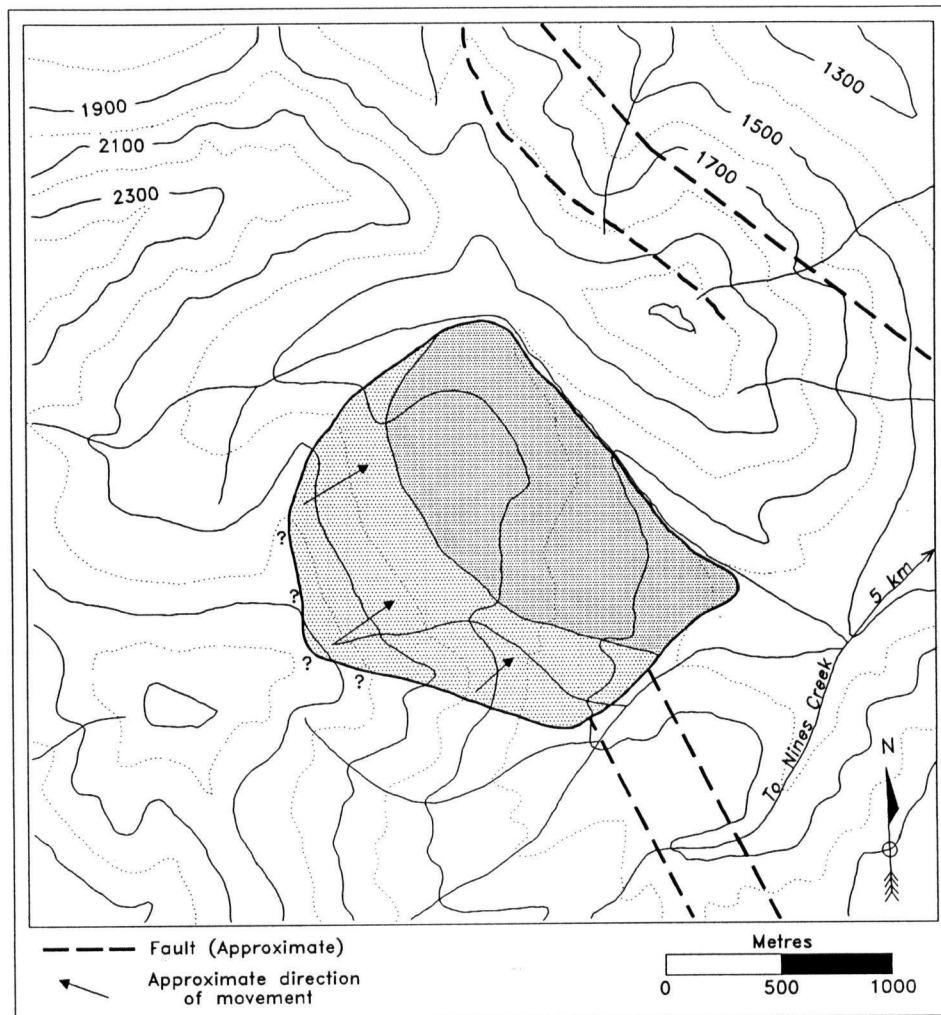 1300
1900
1500
2100
1700
2300
?
?
5 km
?
?
To Nines Creek
N
Fault (Approximate)
Metres
Approximate direction
of movement
0 500 1000